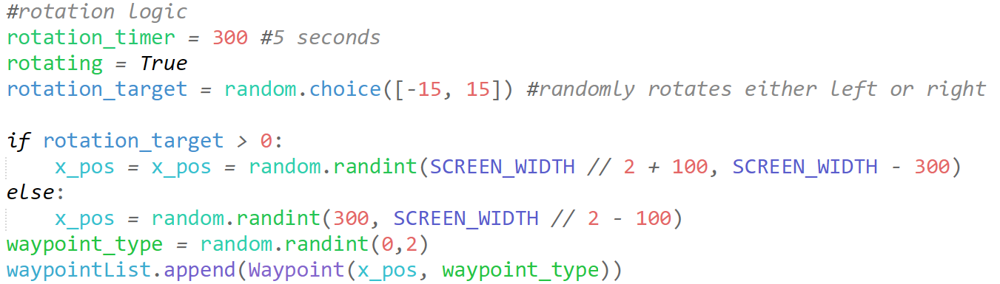 #rotation logic
rotation_timer = 300 #5 seconds
rotating = True
rotation_target = random.choice([-15, 15]) #randomly rotates either left or right

if rotation_target > 0:
    x_pos = x_pos = random.randint(SCREEN_WIDTH // 2 + 100, SCREEN_WIDTH - 300)
else:
    x_pos = random.randint(300, SCREEN_WIDTH // 2 - 100)
waypoint_type = random.randint(0,2)
waypointList.append(Waypoint(x_pos, waypoint_type))